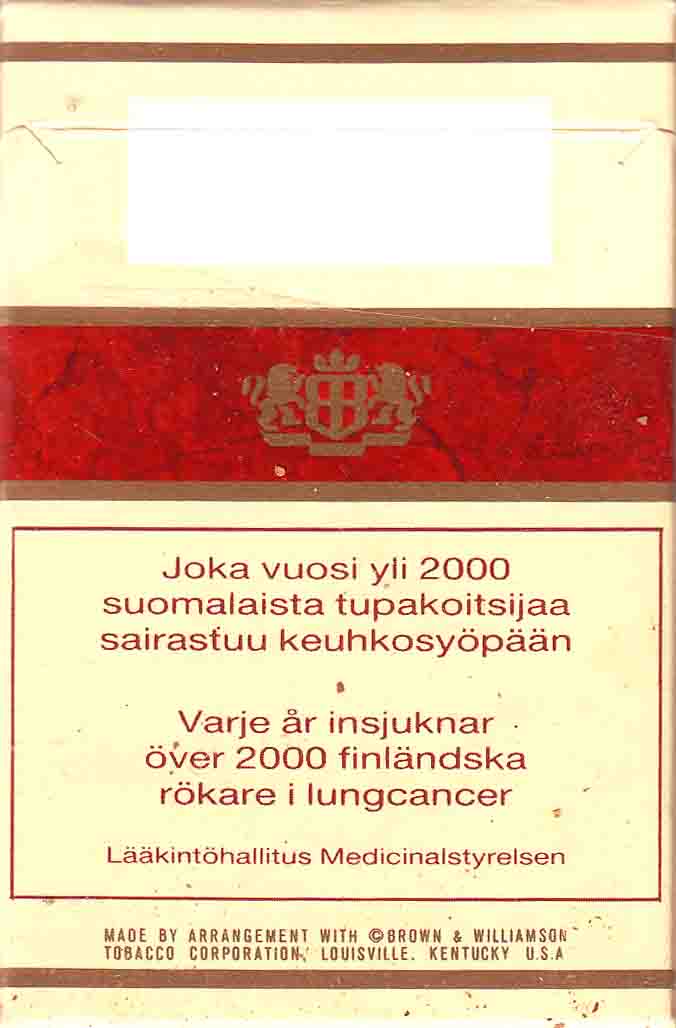 Joka vuosi yli 2000
suomalaista tupakoitsijaa
sairastuu keuhkosyöpään
Varje år insjuknar
över 2000 finländska
rökare i lungcancer
Lääkintöhallitus Medicinalstyrelsen
MADE BY ARRANGEMENT WITH © BROWN & WILLIAMSON
TOBACCO CORPORATION, LOUISVILLE. KENTUCKY U.S.A